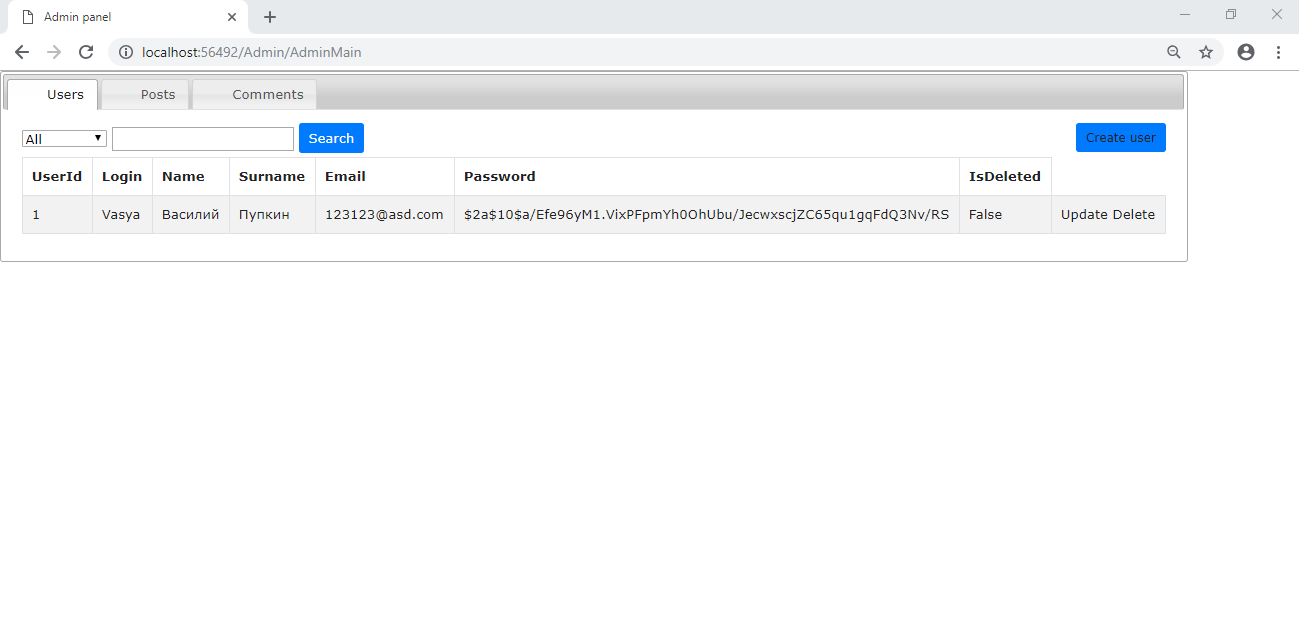 Admin panel
localhost:56492/Admin/AdminMain
Users Posts Comments
All Search Create user
UserId Login Name Surname Email Password IsDeleted
1 Vasya Василий Пупкин 123123@asd.com $2a$10$a/Efe96yM1.VixPFpmYh0OhUbu/JecwxscjZC65qu1gqFdQ3Nv/RS False Update Delete